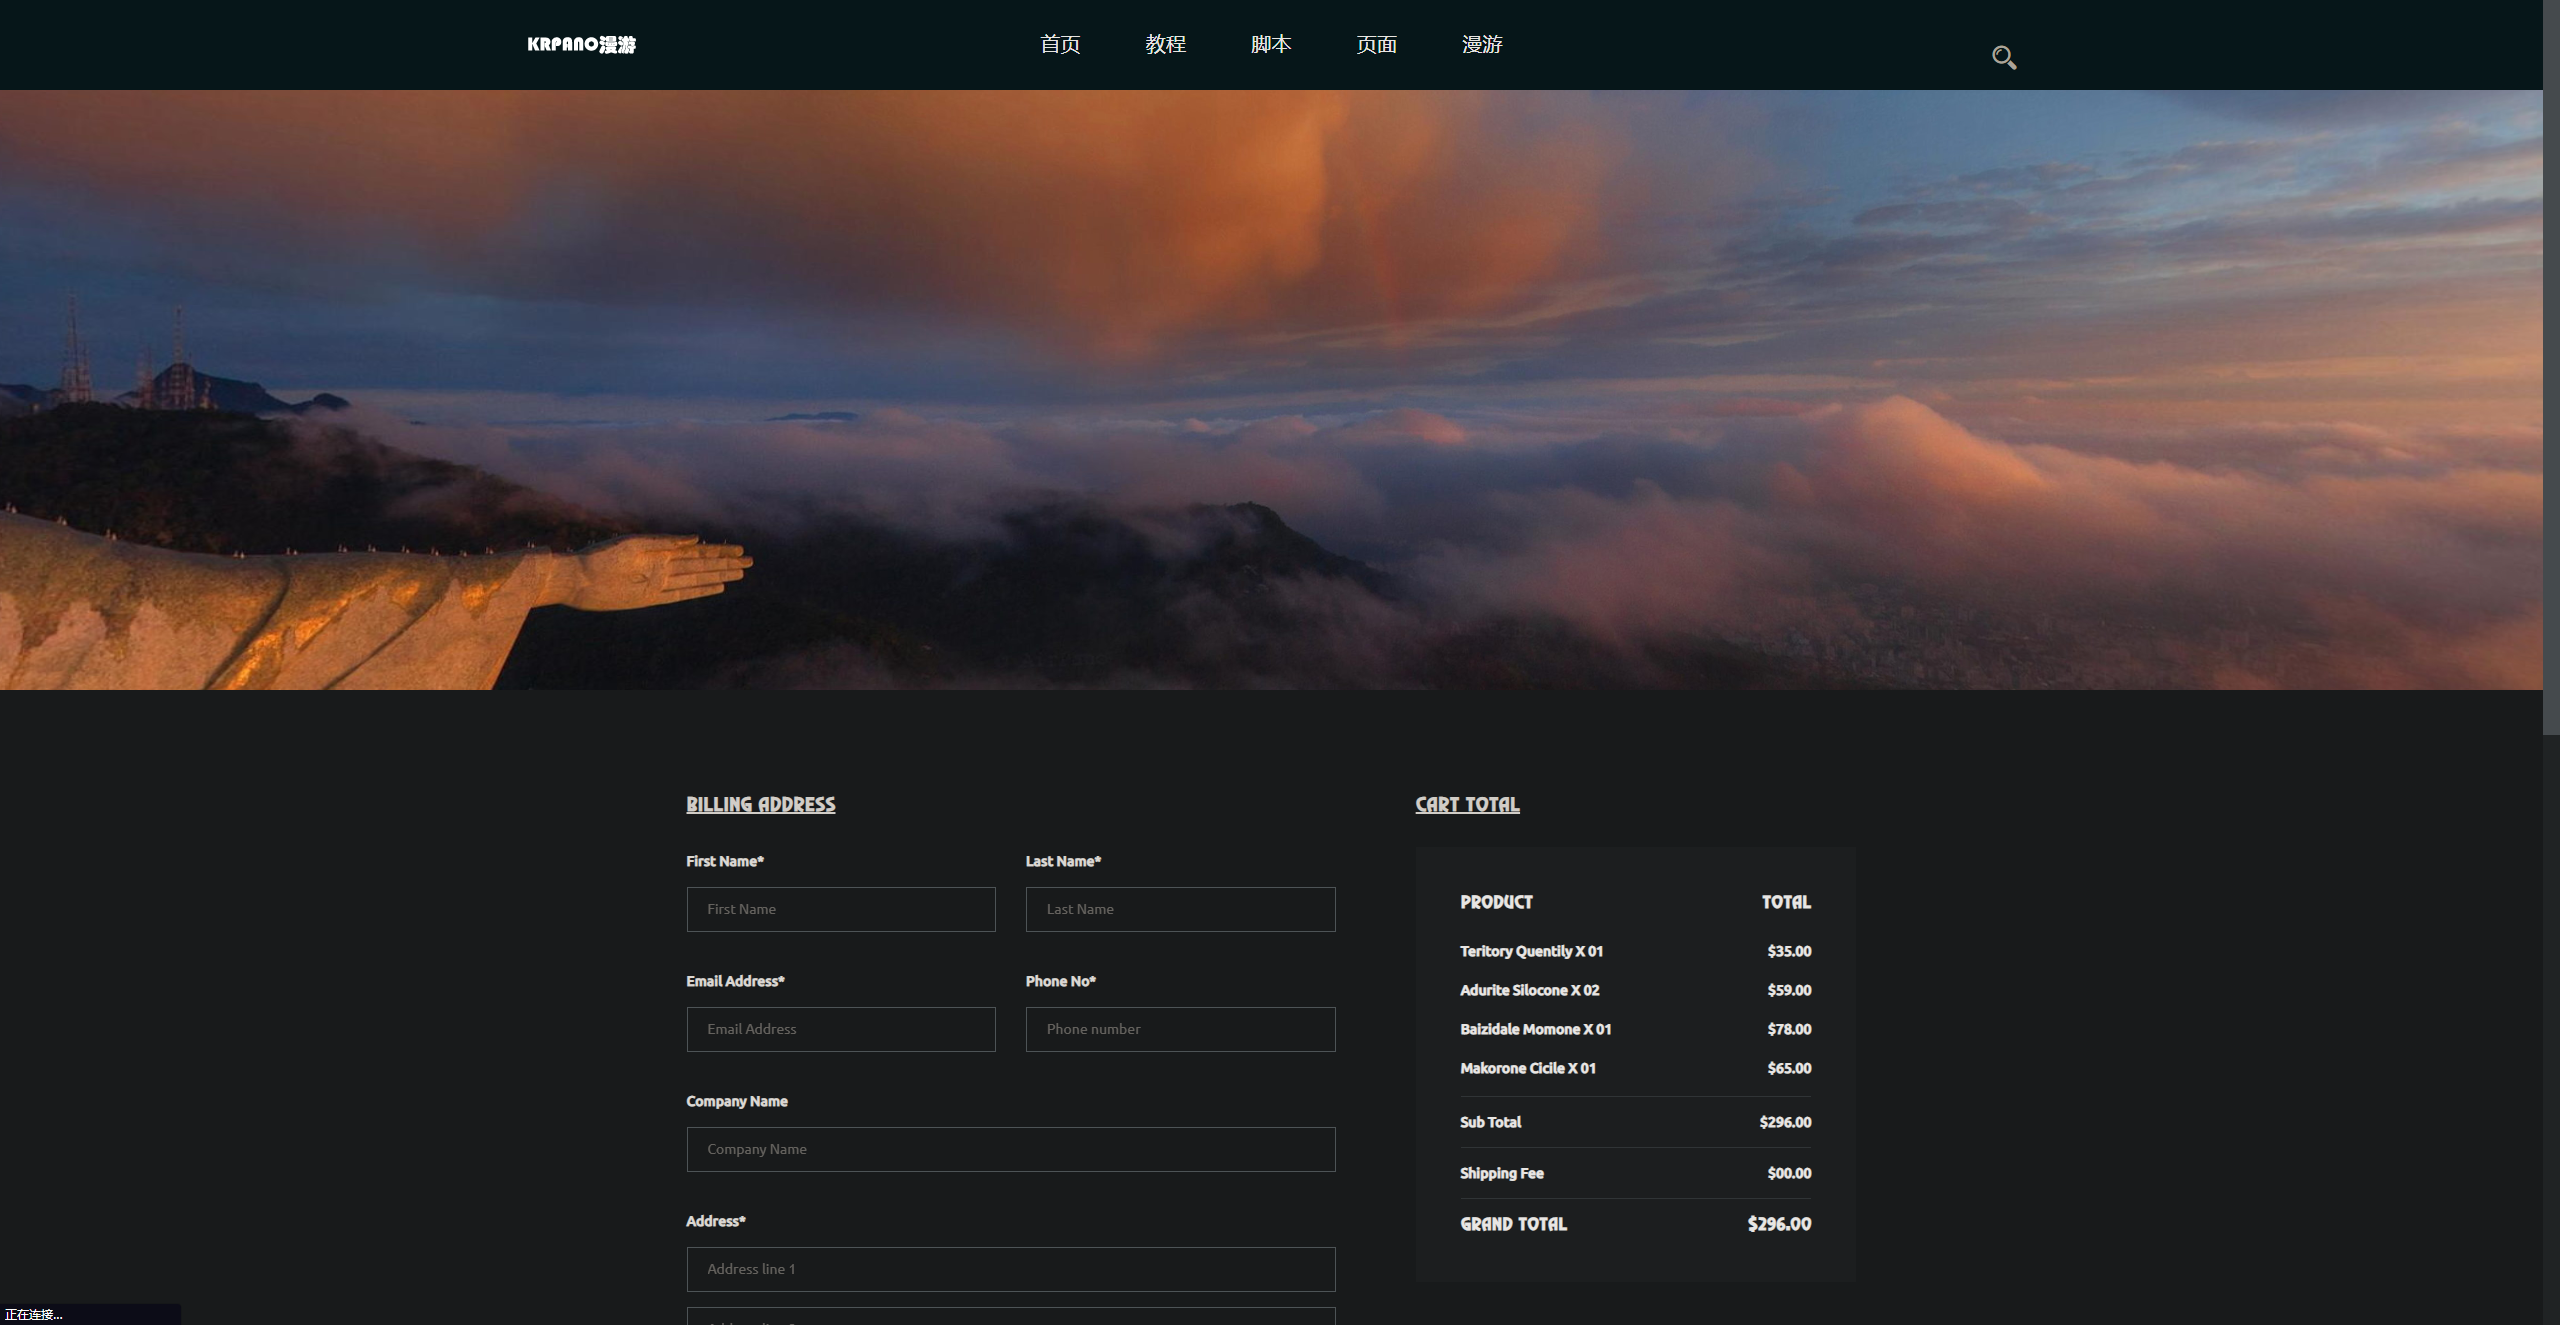 KRPANO漫游
首页 教程 脚本 页面 漫游
BILLING ADDRESS
First Name* Last Name*
First Name Last Name
Email Address* Phone No*
Email Address Phone number
Company Name
Company Name
Address*
Address line 1
CART TOTAL
PRODUCT TOTAL
Teritory Quentily X 01 $35.00
Adurite Silocone X 02 $59.00
Baizidale Momone X 01 $78.00
Makorone Cicile X 01 $65.00
Sub Total $296.00
Shipping Fee $00.00
GRAND TOTAL $296.00
正在连接...